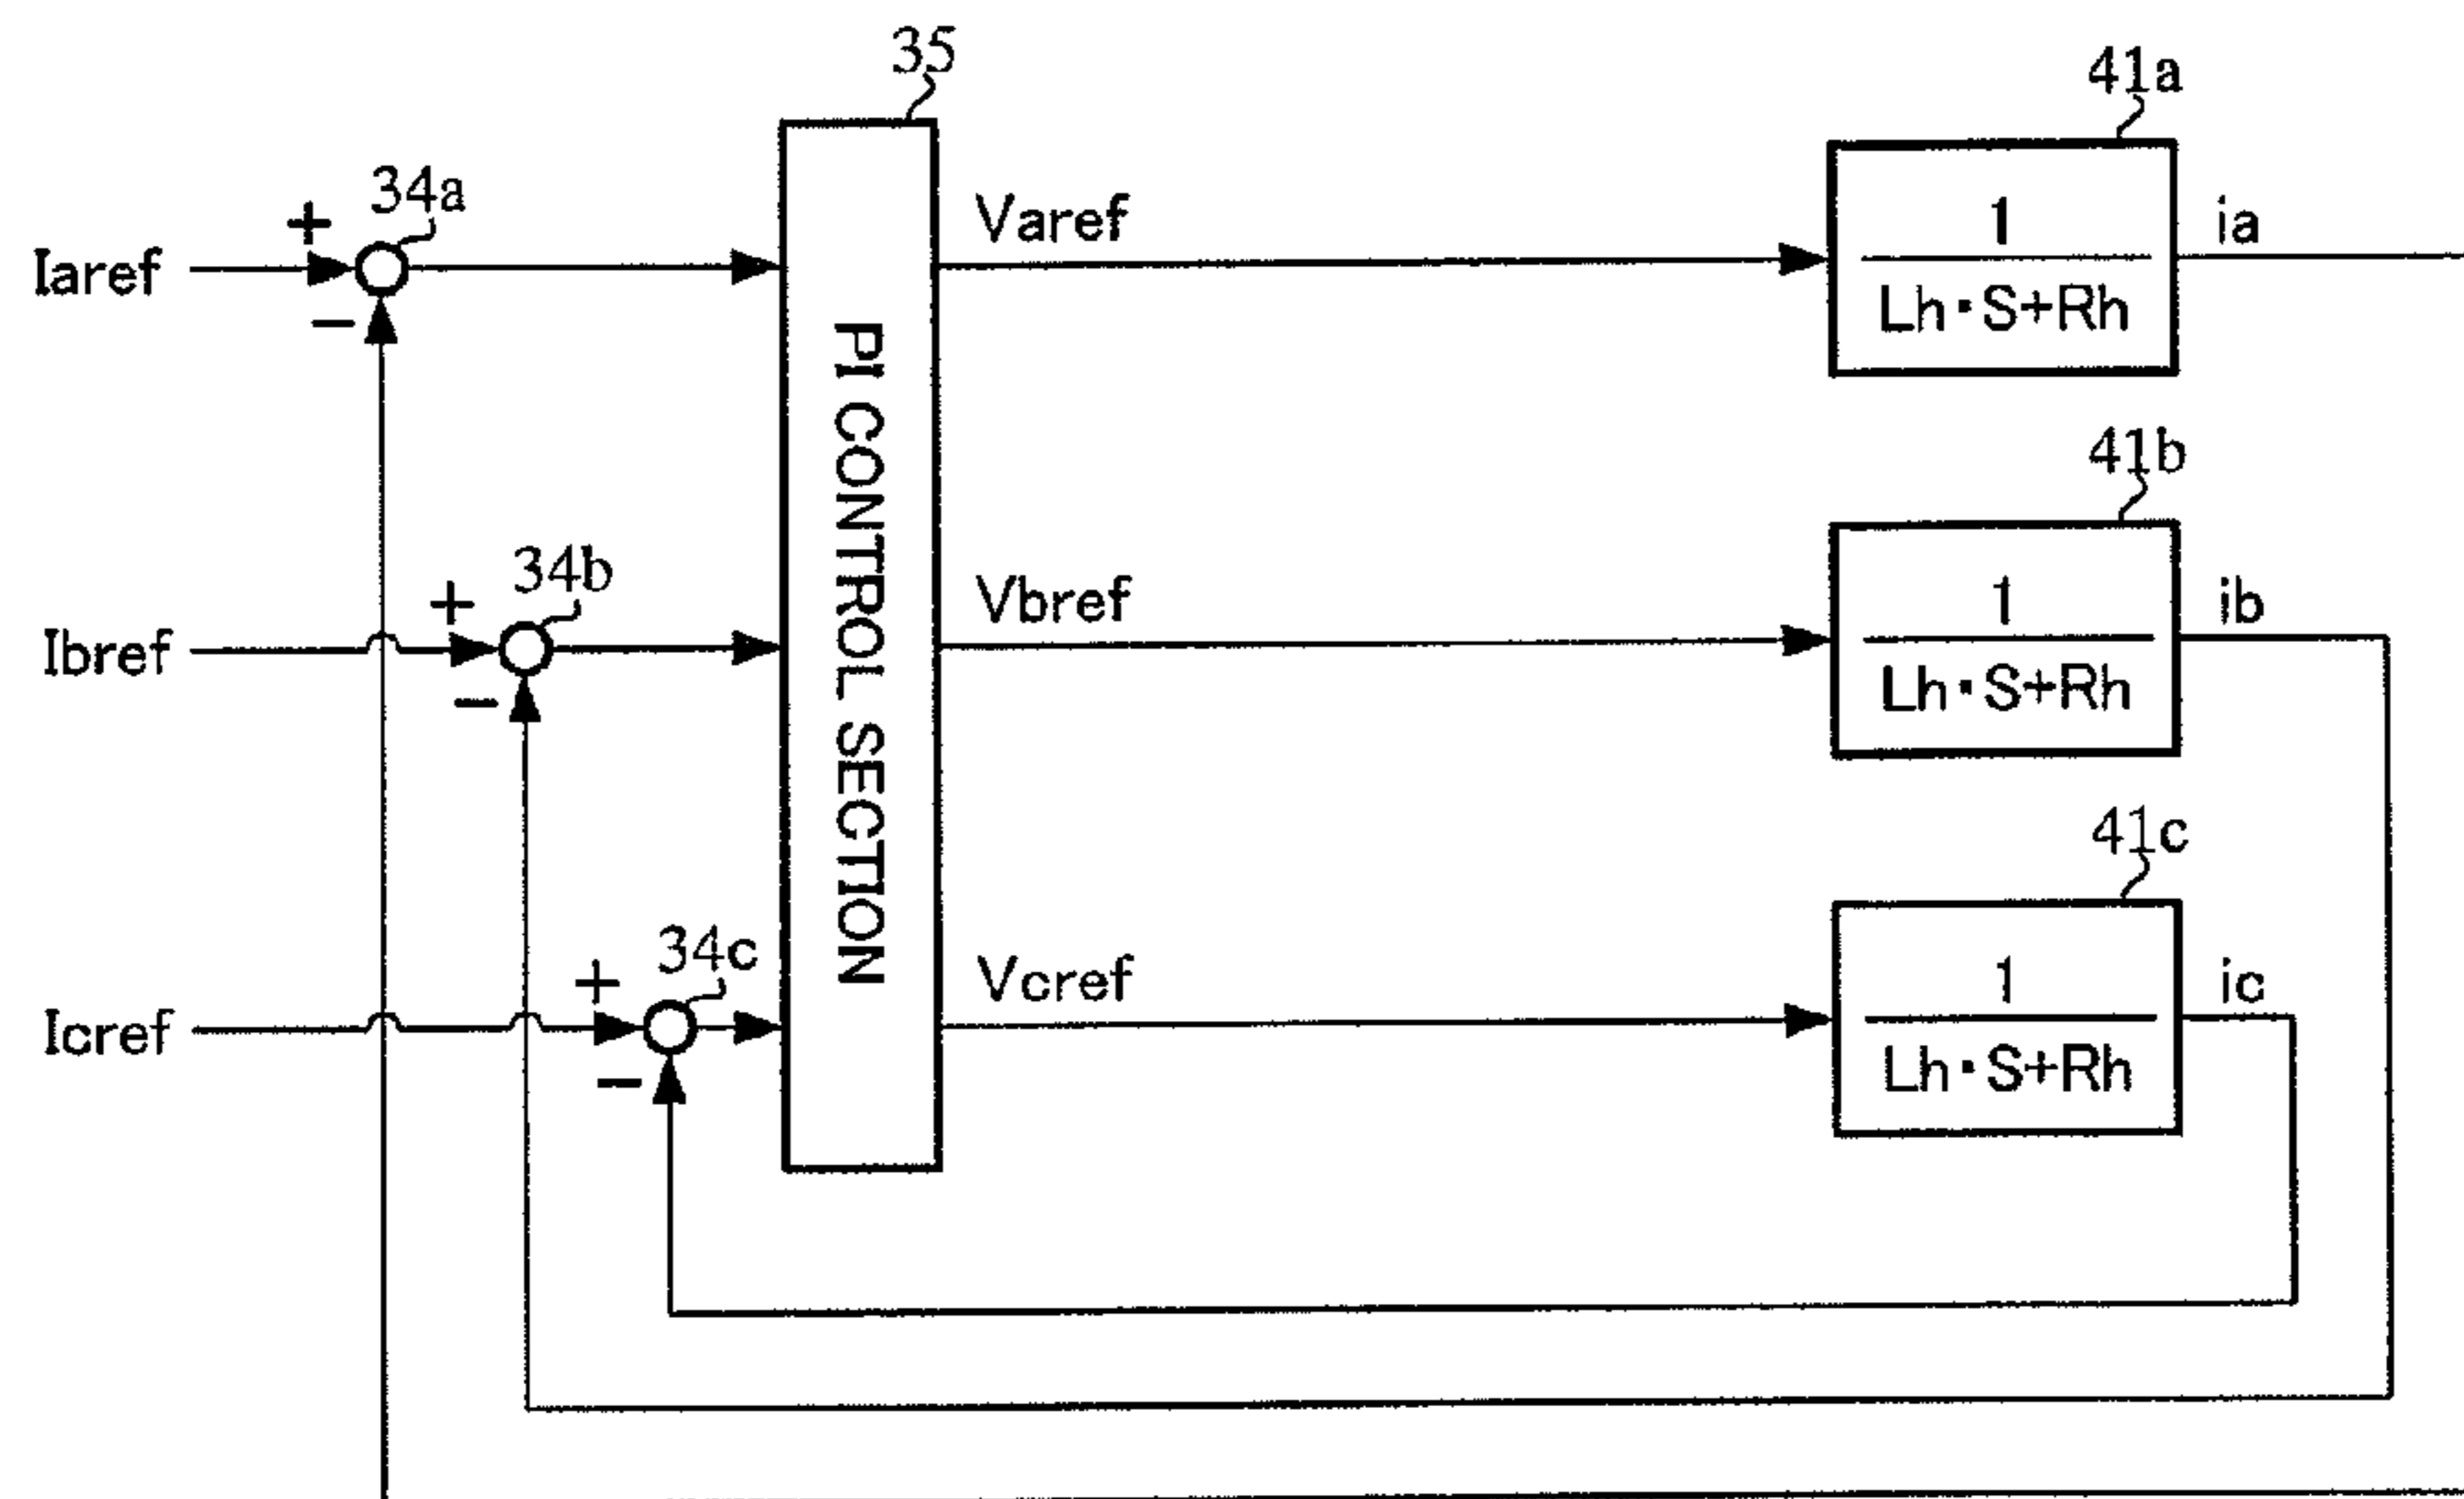 35
41a
34a
+
Iaref
−
Varef
1
Lh·S+Rh
ia
PI CONTROL SECTION
41b
34b
+
Ibref
−
Vbref
1
Lh·S+Rh
ib
41c
34c
+
Icref
−
Vcref
1
Lh·S+Rh
ic